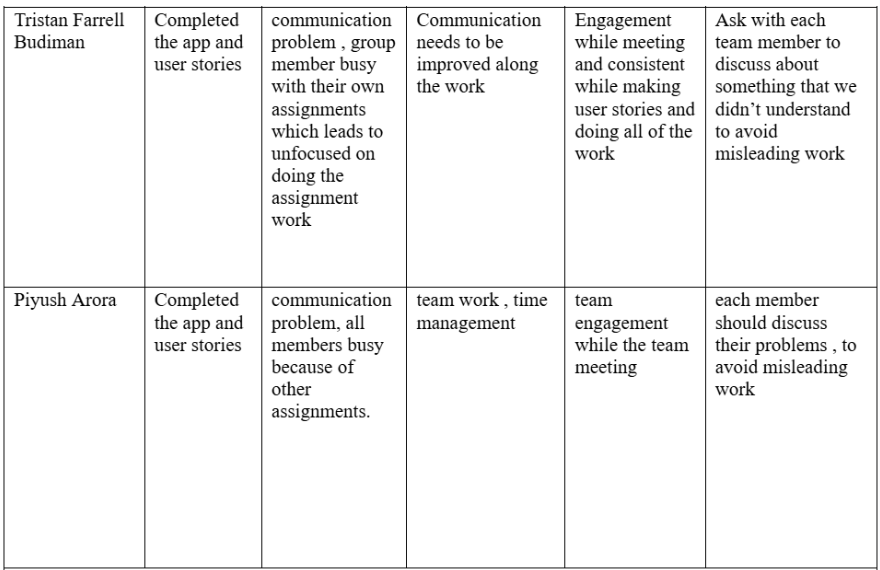 Tristan Farrell
Budiman
Completed
the app and
user stories
communication
problem , group
member busy
with their own
assignments
which leads to
unfocused on
doing the
assignment
work
Communication
needs to be
improved along
the work
Engagement
while meeting
and consistent
while making
user stories and
doing all of the
work
Ask with each
team member to
discuss about
something that we
didn’t understand
to avoid
misleading work
Piyush Arora
Completed
the app and
user stories
communication
problem, all
members busy
because of
other
assignments.
team work , time
management
team
engagement
while the team
meeting
each member
should discuss
their problems , to
avoid misleading
work